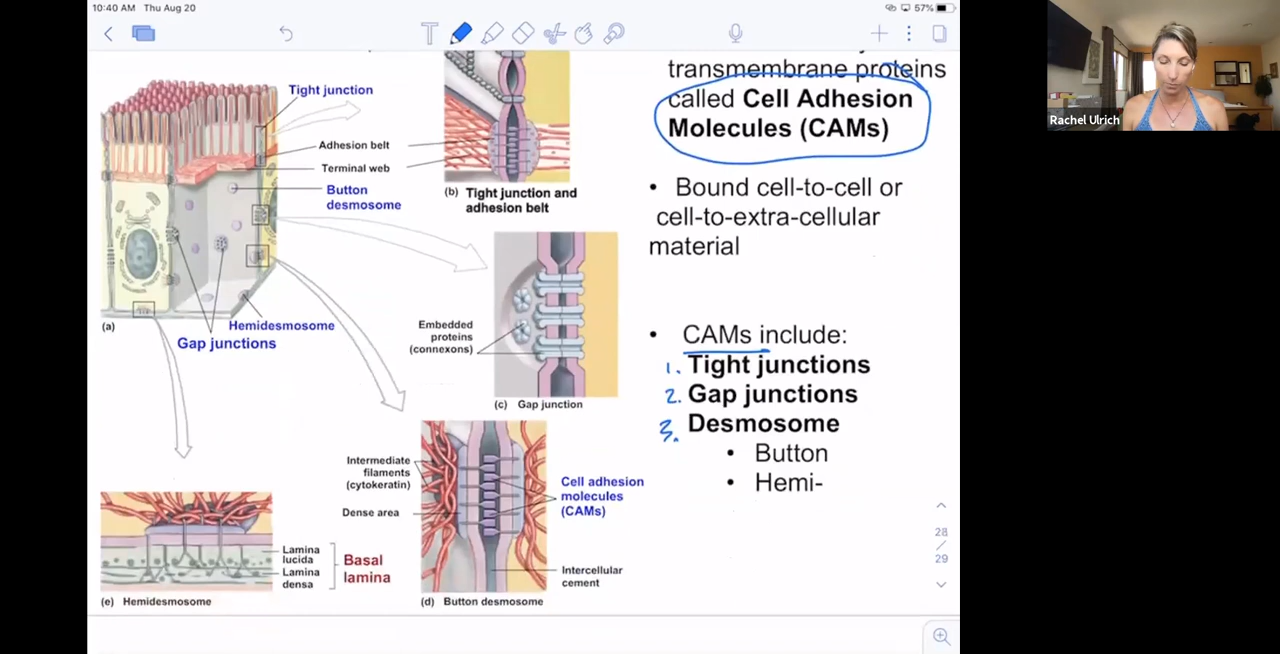 10:40 AM Thu Aug 20
57%
Rachel Ulrich
Tight junction
Adhesion belt
Terminal web
Button
desmosome
Hemidesmosome
Gap junctions
(a)
(b) Tight junction and
adhesion belt
Embedded
proteins
(connexons)
(c) Gap junction
Intermediate
filaments
(cytokeratin)
Dense area
Cell adhesion
molecules
(CAMs)
Intercellular
cement
(d) Button desmosome
Lamina
lucida
Lamina
densa
Basal
lamina
(e) Hemidesmosome
transmembrane proteins
called Cell Adhesion
Molecules (CAMs)
• Bound cell-to-cell or
cell-to-extra-cellular
material
• CAMs include:
1. Tight junctions
2. Gap junctions
3. Desmosome
• Button
• Hemi-
28
/
29